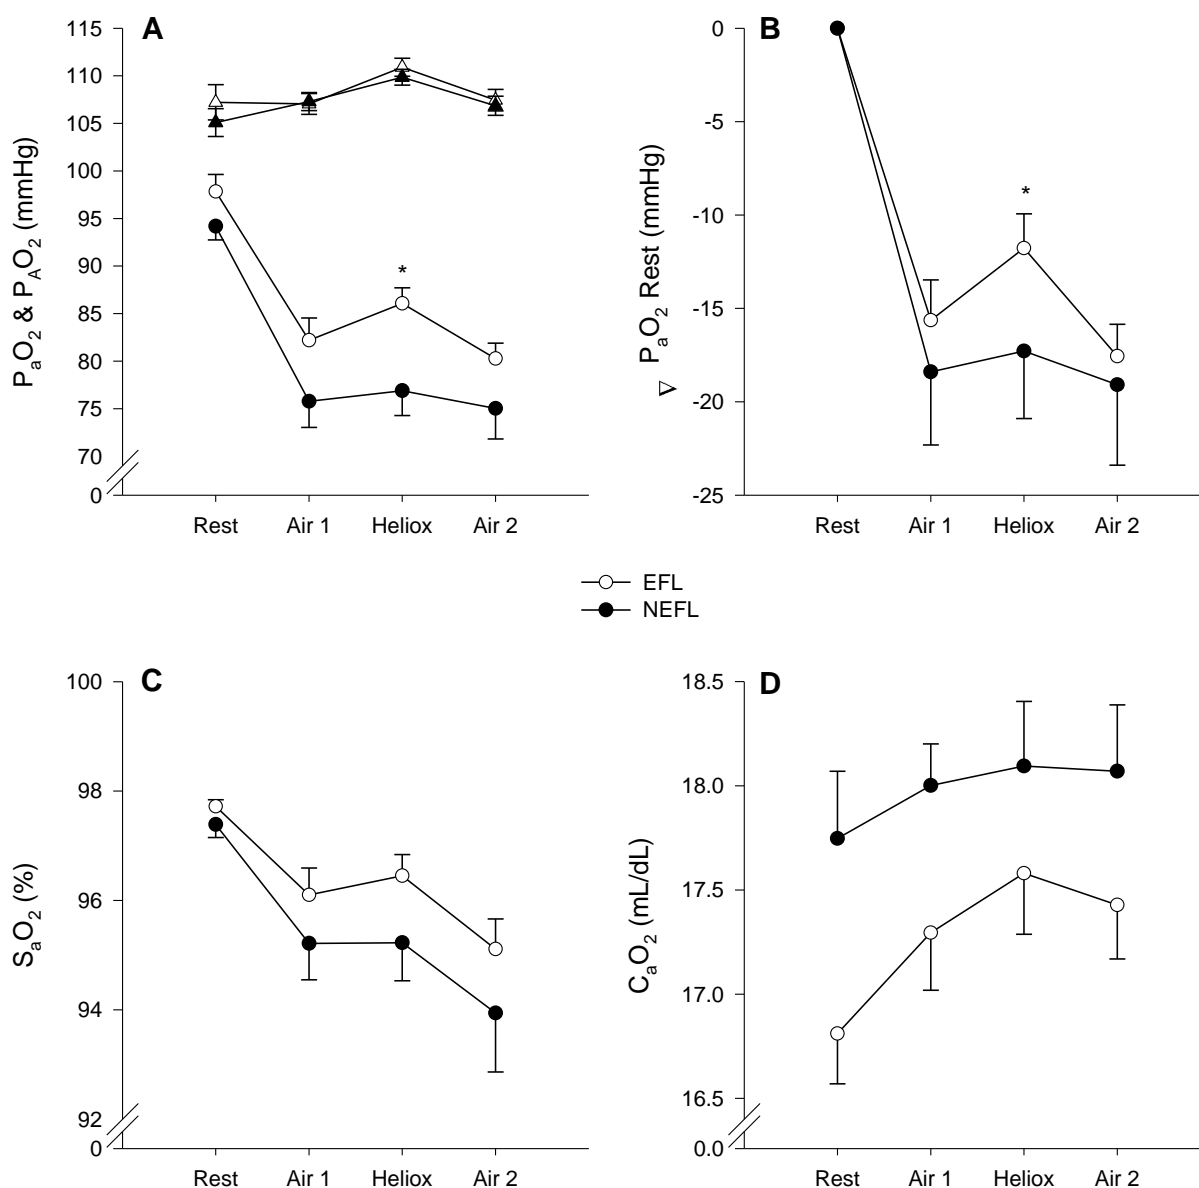 A
115
110
105
100
95
90
85
80
75
70
0
PaO2 & PAO2 (mmHg)
*
Rest Air 1 Heliox Air 2
B
0
-5
-10
-15
-20
-25
∇ PaO2 Rest (mmHg)
*
Rest Air 1 Heliox Air 2
EFL
NEFL
C
100
98
96
94
92
0
SaO2 (%)
Rest Air 1 Heliox Air 2
D
18.5
18.0
17.5
17.0
16.5
0.0
CaO2 (mL/dL)
Rest Air 1 Heliox Air 2